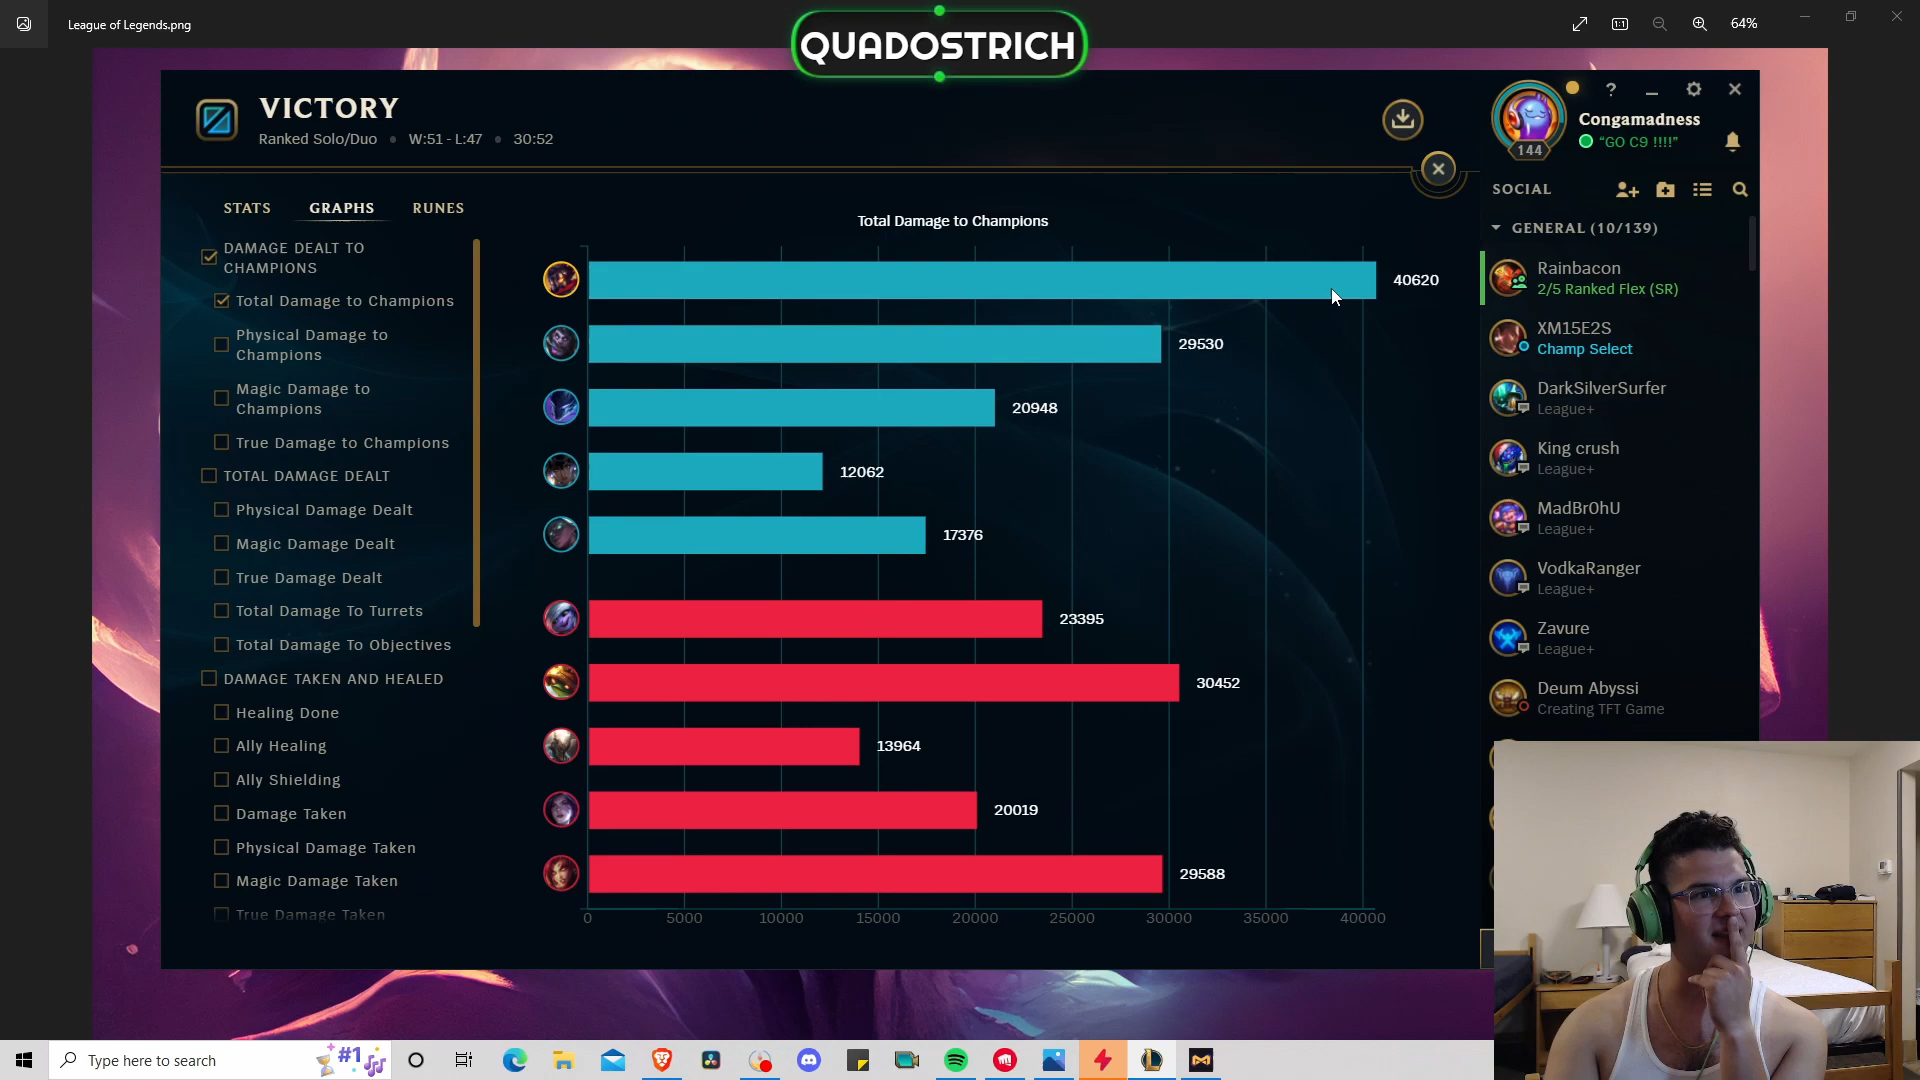 League of Legends.png
QUADOSTRICH
64%
VICTORY
Ranked Solo/Duo • W:51 - L:47 • 30:52
144
Congamadness
"GO C9 !!!!"
STATS GRAPHS RUNES
DAMAGE DEALT TO
CHAMPIONS
Total Damage to Champions
Physical Damage to
Champions
Magic Damage to
Champions
True Damage to Champions
TOTAL DAMAGE DEALT
Physical Damage Dealt
Magic Damage Dealt
True Damage Dealt
Total Damage To Turrets
Total Damage To Objectives
DAMAGE TAKEN AND HEALED
Healing Done
Ally Healing
Ally Shielding
Damage Taken
Physical Damage Taken
Magic Damage Taken
True Damage Taken
Total Damage to Champions
40620
29530
20948
12062
17376
23395
30452
13964
20019
29588
0 5000 10000 15000 20000 25000 30000 35000 40000
SOCIAL
GENERAL (10/139)
Rainbacon
2/5 Ranked Flex (SR)
XM15E2S
Champ Select
DarkSilverSurfer
League+
King crush
League+
MadBr0hU
League+
VodkaRanger
League+
Zavure
League+
Deum Abyssi
Creating TFT Game
Type here to search
#1